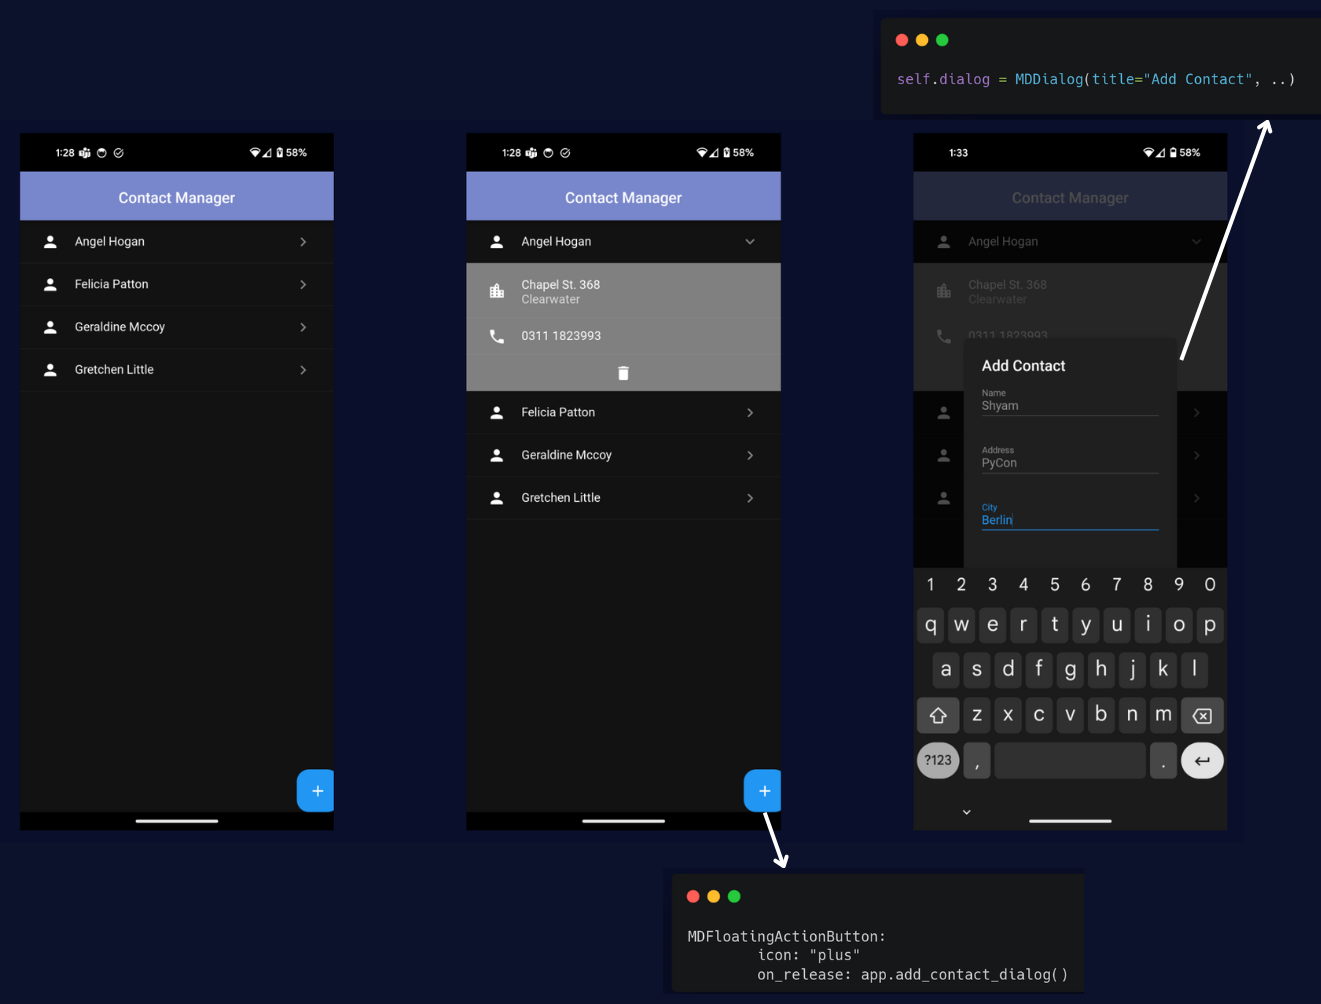 self.dialog = MDDialog(title="Add Contact", ..)
1:28
58%
Contact Manager
Angel Hogan
Felicia Patton
Geraldine Mccoy
Gretchen Little
+
1:28
58%
Contact Manager
Angel Hogan
Chapel St. 368
Clearwater
0311 1823993
Felicia Patton
Geraldine Mccoy
Gretchen Little
+
1:33
58%
Contact Manager
Angel Hogan
Chapel St. 368
Clearwater
0311 1823993
Add Contact
Name
Shyam
Address
PyCon
City
Berlin
1 2 3 4 5 6 7 8 9 0
q w e r t y u i o p
a s d f g h j k l
z x c v b n m
?123 , .
MDFloatingActionButton:
icon: "plus"
on_release: app.add_contact_dialog()